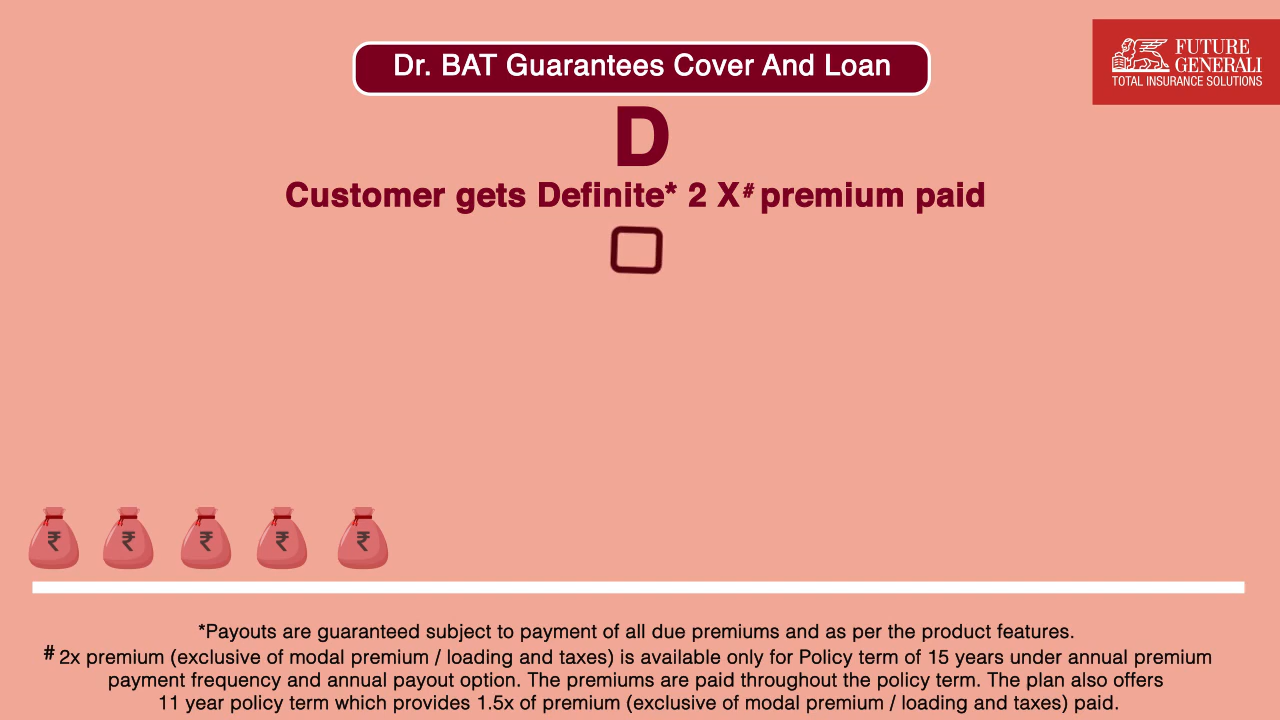 Dr. BAT Guarantees Cover And Loan
FUTURE
GENERALI
TOTAL INSURANCE SOLUTIONS
D
Customer gets Definite* 2 X# premium paid
₹ ₹ ₹ ₹ ₹
*Payouts are guaranteed subject to payment of all due premiums and as per the product features.
# 2x premium (exclusive of modal premium / loading and taxes) is available only for Policy term of 15 years under annual premium
payment frequency and annual payout option. The premiums are paid throughout the policy term. The plan also offers
11 year policy term which provides 1.5x of premium (exclusive of modal premium / loading and taxes) paid.